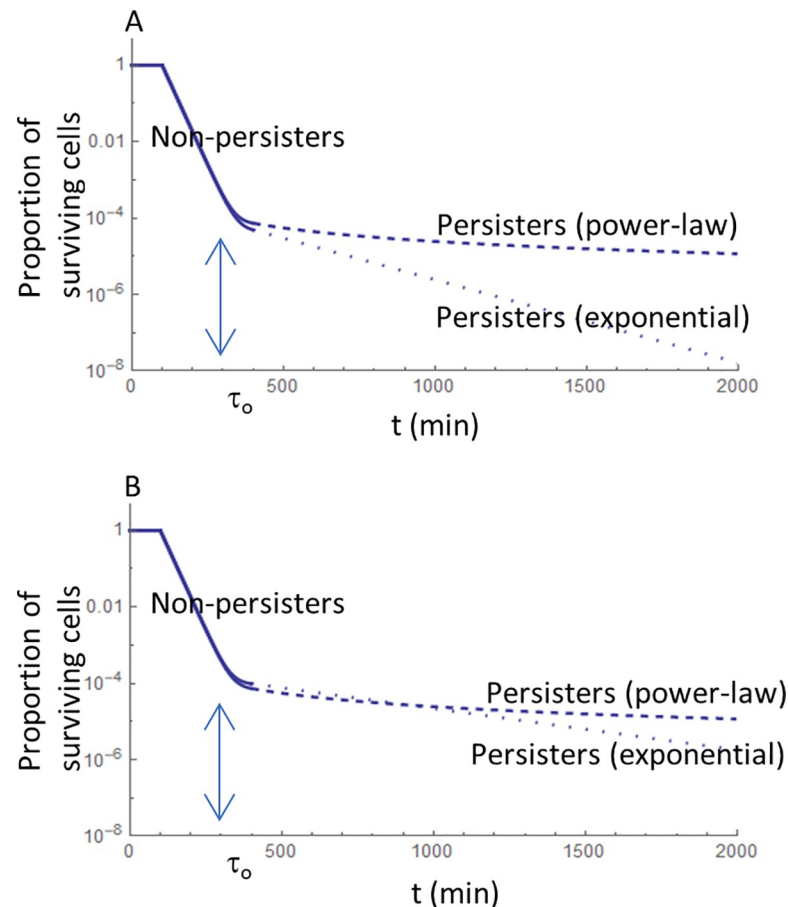 A
Proportion of
surviving cells
1
0.01
10⁻⁴
10⁻⁶
10⁻⁸
Non-persisters
Persisters (power-law)
Persisters (exponential)
0
500
1000
1500
2000
τo
t (min)
B
Proportion of
surviving cells
1
0.01
10⁻⁴
10⁻⁶
10⁻⁸
Non-persisters
Persisters (power-law)
Persisters (exponential)
0
500
1000
1500
2000
τo
t (min)